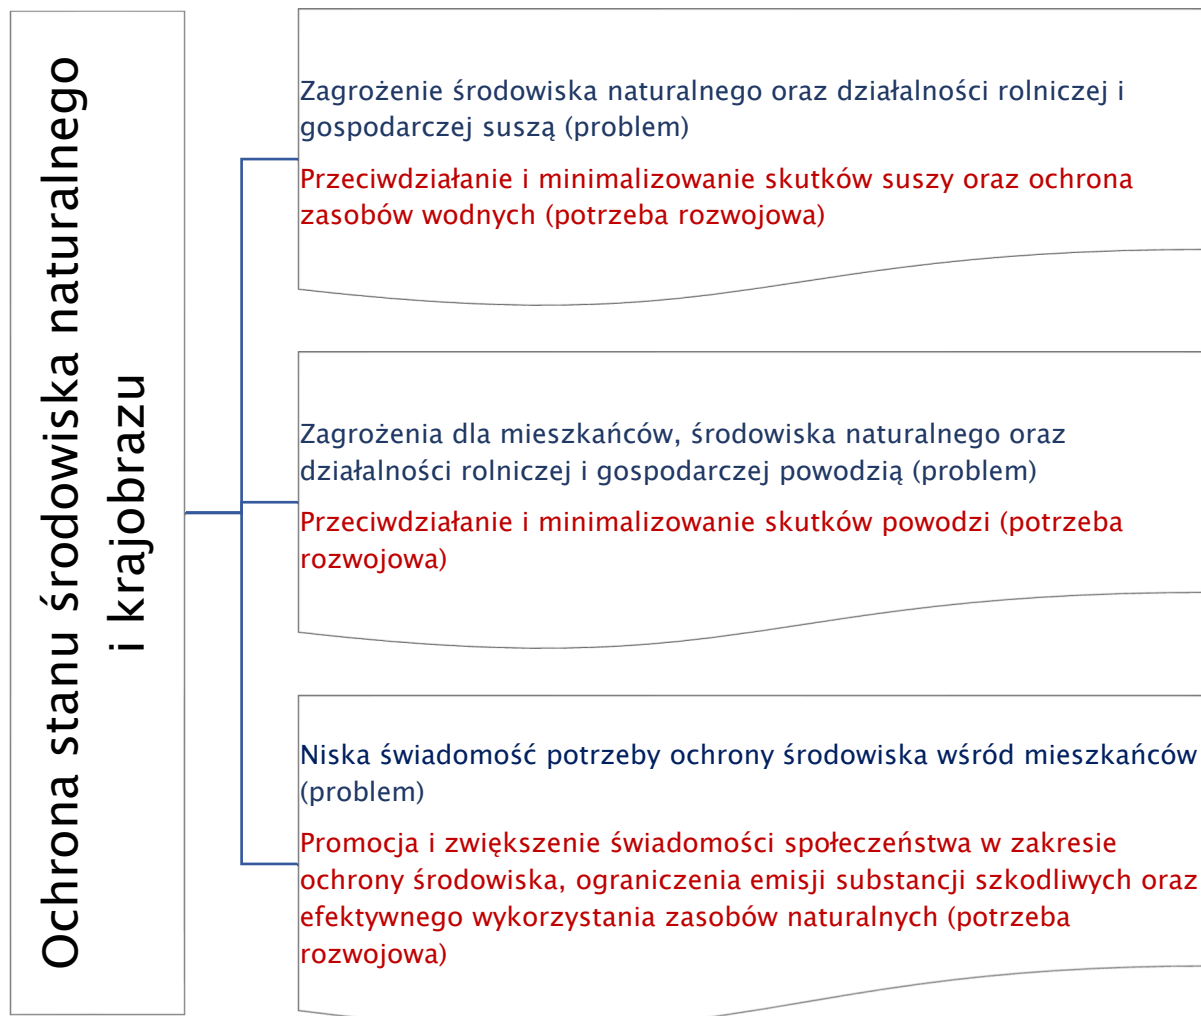 Ochrona stanu środowiska naturalnego
i krajobrazu
Zagrożenie środowiska naturalnego oraz działalności rolniczej i
gospodarczej suszą (problem)
Przeciwdziałanie i minimalizowanie skutków suszy oraz ochrona
zasobów wodnych (potrzeba rozwojowa)
Zagrożenia dla mieszkańców, środowiska naturalnego oraz
działalności rolniczej i gospodarczej powodzią (problem)
Przeciwdziałanie i minimalizowanie skutków powodzi (potrzeba
rozwojowa)
Niska świadomość potrzeby ochrony środowiska wśród mieszkańców
(problem)
Promocja i zwiększenie świadomości społeczeństwa w zakresie
ochrony środowiska, ograniczenia emisji substancji szkodliwych oraz
efektywnego wykorzystania zasobów naturalnych (potrzeba
rozwojowa)